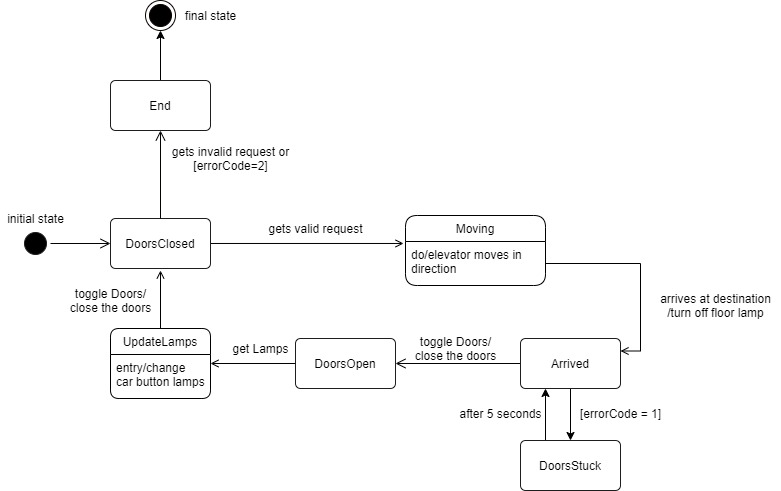 final state
End
gets invalid request or
[errorCode=2]
initial state
DoorsClosed
gets valid request
Moving
do/elevator moves in
direction
toggle Doors/
close the doors
arrives at destination
/turn off floor lamp
UpdateLamps
entry/change
car button lamps
get Lamps
DoorsOpen
toggle Doors/
close the doors
Arrived
after 5 seconds
[errorCode = 1]
DoorsStuck